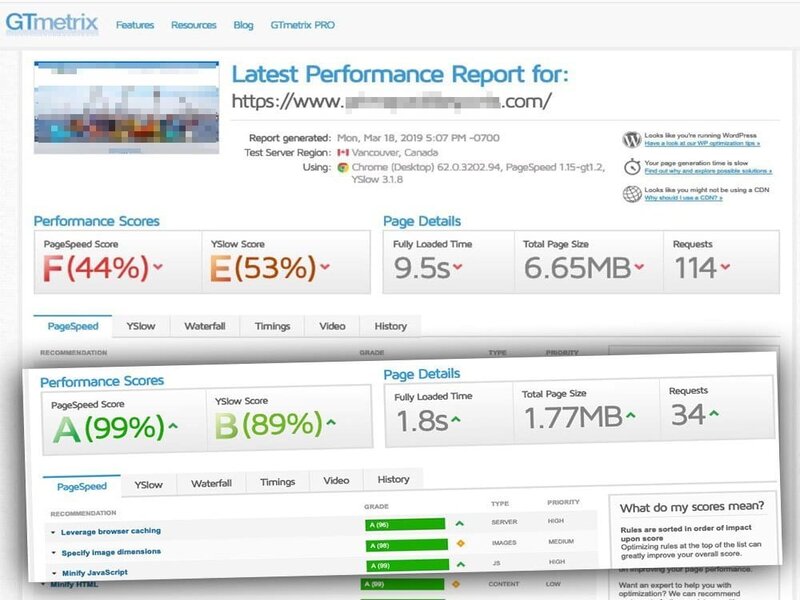 GTmetrix Features Resources Blog GTmetrix PRO
Latest Performance Report for:
https://www. .com/
Report generated: Mon, Mar 18, 2019 5:07 PM -0700
Test Server Region: Vancouver, Canada
Using: Chrome (Desktop) 62.0.3202.94, PageSpeed 1.15-gt1.2,
YSlow 3.1.8
Looks like you're running WordPress
Have a look at our WP optimization tips »
Your page generation time is slow
Find out why and explore possible solutions »
Looks like you might not be using a CDN
Why should I use a CDN? »
Performance Scores
PageSpeed Score
F(44%)
YSlow Score
E(53%)
Page Details
Fully Loaded Time
9.5s
Total Page Size
6.65MB
Requests
114
PageSpeed YSlow Waterfall Timings Video History
RECOMMENDATION GRADE TYPE PRIORITY
Performance Scores
PageSpeed Score
A(99%)
YSlow Score
B(89%)
Page Details
Fully Loaded Time
1.8s
Total Page Size
1.77MB
Requests
34
PageSpeed YSlow Waterfall Timings Video History
RECOMMENDATION GRADE TYPE PRIORITY
Leverage browser caching A (96) SERVER HIGH
Specify image dimensions A (98) IMAGES MEDIUM
Minify JavaScript A (99) JS HIGH
Minify HTML A (99) CONTENT LOW
What do my scores mean?
Rules are sorted in order of impact
upon score
Optimizing rules at the top of the list can
greatly improve your overall score.
on improving your page performance.
Want an expert to help you with
optimization? We can recommend